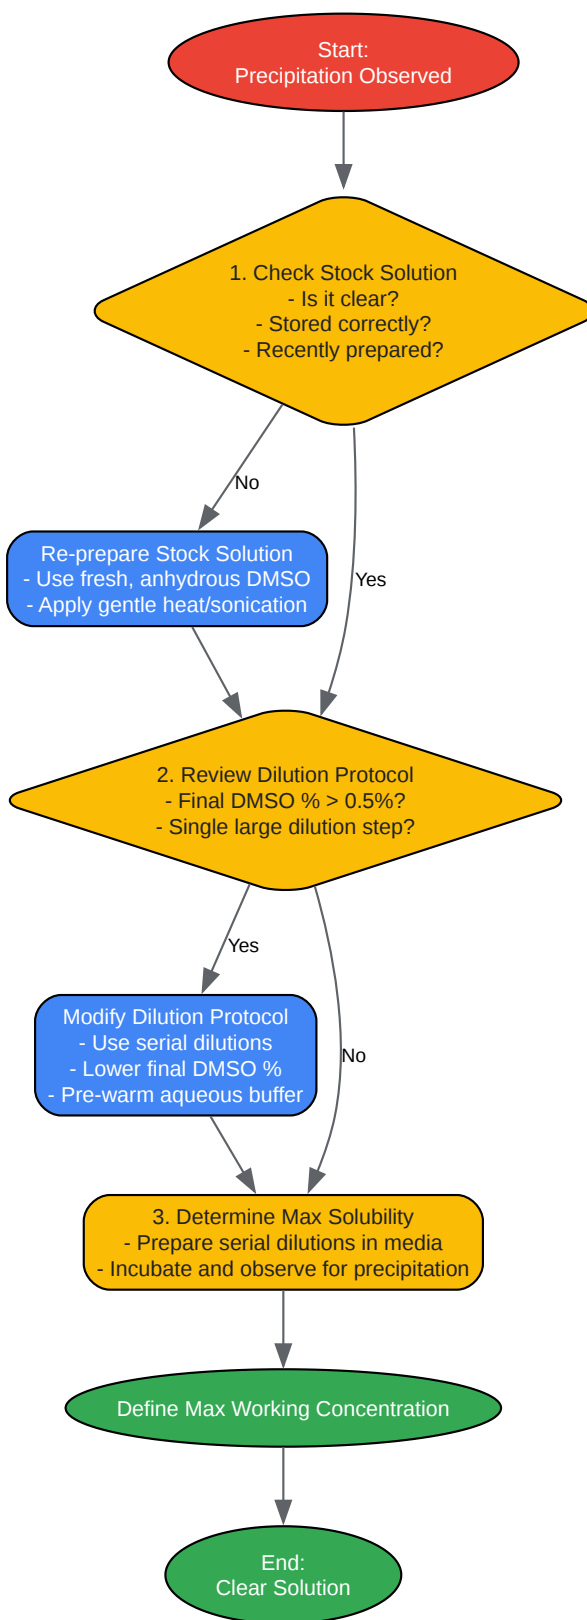 Start:
Precipitation Observed
1. Check Stock Solution
- Is it clear?
- Stored correctly?
- Recently prepared?
No
Yes
Re-prepare Stock Solution
- Use fresh, anhydrous DMSO
- Apply gentle heat/sonication
2. Review Dilution Protocol
- Final DMSO % > 0.5%?
- Single large dilution step?
Yes
No
Modify Dilution Protocol
- Use serial dilutions
- Lower final DMSO %
- Pre-warm aqueous buffer
3. Determine Max Solubility
- Prepare serial dilutions in media
- Incubate and observe for precipitation
Define Max Working Concentration
End:
Clear Solution